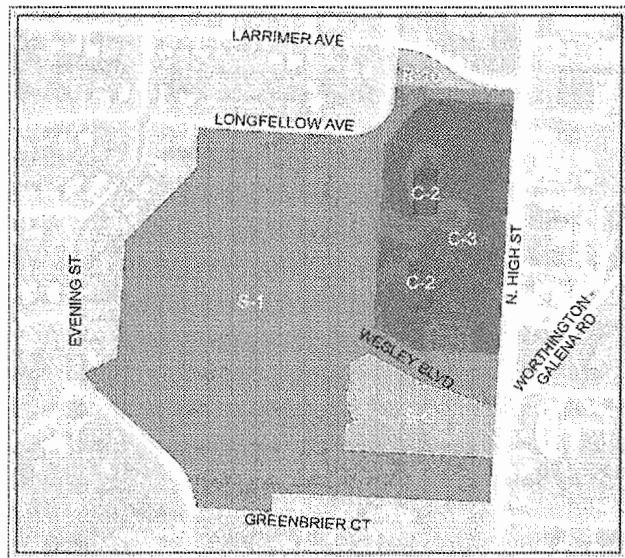 LARRIMER AVE
LONGFELLOW AVE
C-2
C-3
N. HIGH ST
EVENING ST
S-1
C-2
WORTHINGTON -
GALENA RD
WESLEY BLVD
GREENBRIER CT